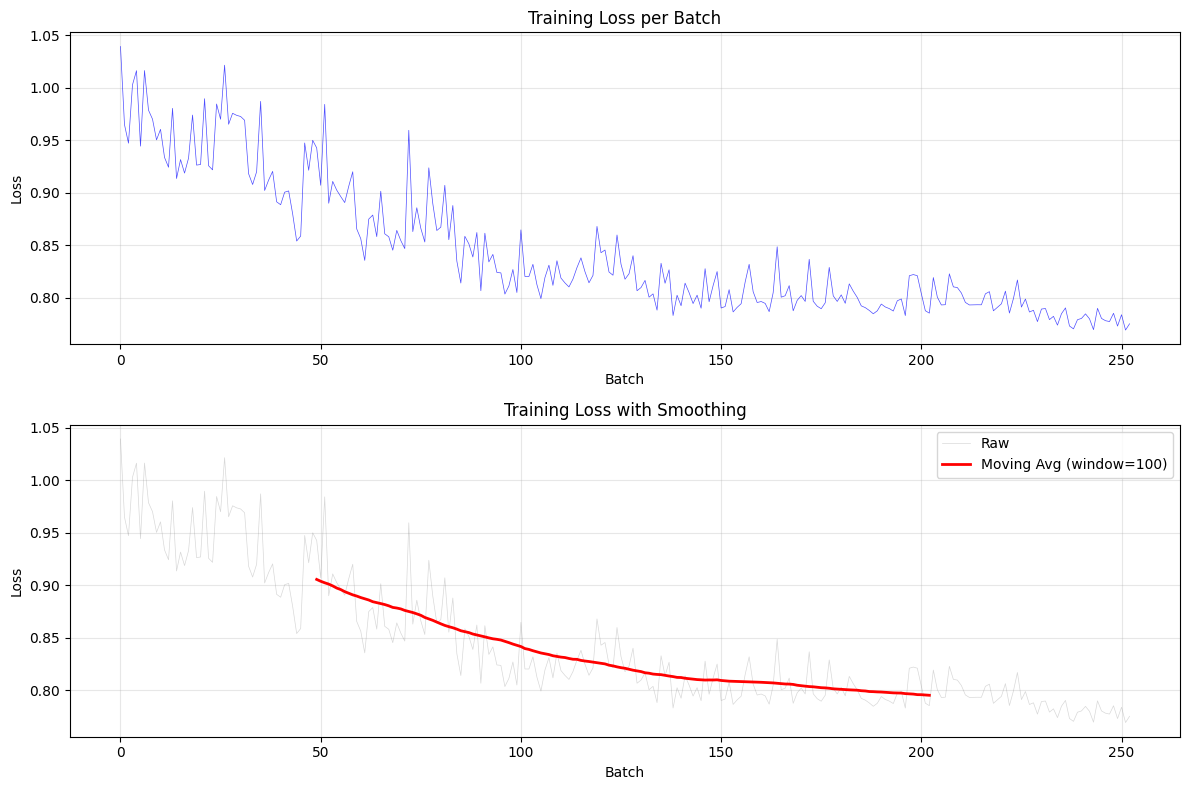 Training Loss per Batch
1.05
1.00
0.95
0.90
0.85
0.80
Loss
0 50 100 150 200 250
Batch
Training Loss with Smoothing
1.05
1.00
0.95
0.90
0.85
0.80
Loss
Raw
Moving Avg (window=100)
0 50 100 150 200 250
Batch